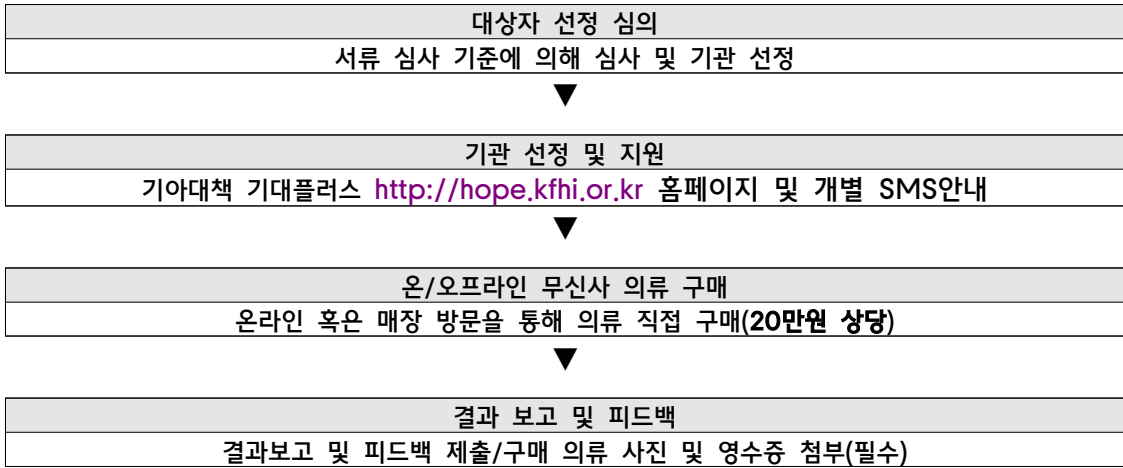 대상자 선정 심의
서류 심사 기준에 의해 심사 및 기관 선정
▼
기관 선정 및 지원
기아대책 기대플러스 http://hope.kfhi.or.kr 홈페이지 및 개별 SMS안내
▼
온/오프라인 무신사 의류 구매
온라인 혹은 매장 방문을 통해 의류 직접 구매(20만원 상당)
▼
결과 보고 및 피드백
결과보고 및 피드백 제출/구매 의류 사진 및 영수증 첨부(필수)